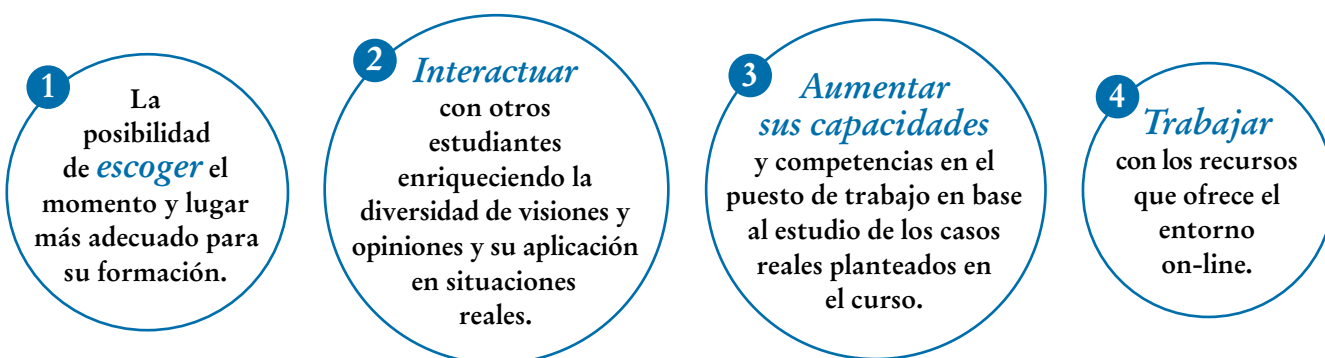 1
La
posibilidad
de escoger el
momento y lugar
más adecuado para
su formación.
2
Interactuar
con otros
estudiantes
enriqueciendo la
diversidad de visiones y
opiniones y su aplicación
en situaciones
reales.
3
Aumentar
sus capacidades
y competencias en el
puesto de trabajo en base
al estudio de los casos
reales planteados en
el curso.
4
Trabajar
con los recursos
que ofrece el
entorno
on-line.